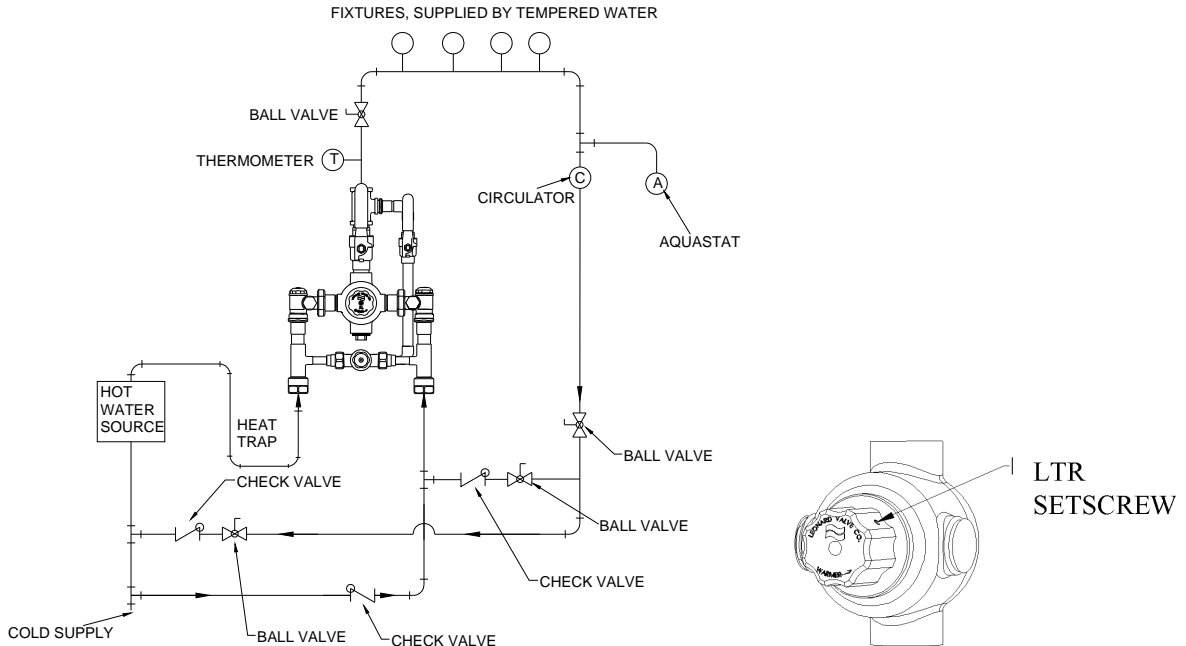 FIXTURES, SUPPLIED BY TEMPERED WATER
BALL VALVE
THERMOMETER
T
CIRCULATOR
C
A
AQUASTAT
HOT
WATER
SOURCE
HEAT
TRAP
CHECK VALVE
BALL VALVE
BALL VALVE
CHECK VALVE
COLD SUPPLY
BALL VALVE
CHECK VALVE
LTR
SETSCREW
LEONARD VALVE CO.
WARMER